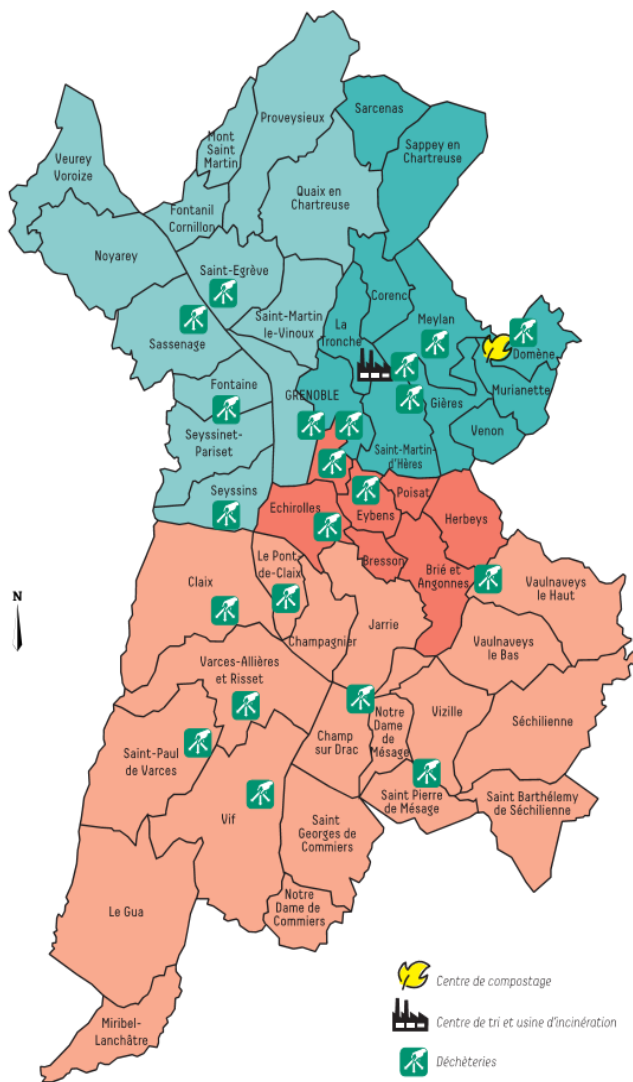 Proveysieux
Sarcenas
Mont
Saint
Martin
Sappey en
Chartreuse
Veurey
Voroize
Quaix en
Chartreuse
Fontanil
Cornillon
Noyarey
Saint-Egrève
Corenc
Saint-Martin
le-Vinoux
Meylan
La
Tronche
Sassenage
Domène
Fontaine
GRENOBLE
Gières
Murianette
Seyssinet-
Pariset
Venon
Saint-Martin-
d'Hères
Seyssins
Poisat
Echirolles
Eybens
Herbeys
Le Pont-
de-Claix
Bresson
Brié et
Angonnes
Claix
Vaulnaveys
le Haut
N
Champagnier
Jarrie
Vaulnaveys
le Bas
Varces-Allières
et Risset
Notre
Dame de
Mésage
Vizille
Séchilienne
Champ
sur Drac
Saint-Paul
de Varces
Saint Pierre
de Mésage
Saint Barthélemy
de Séchilienne
Vif
Saint
Georges de
Commiers
Notre
Dame de
Commiers
Le Gua
Centre de compostage
Centre de tri et usine d'incinération
Miribel-
Lanchâtre
Déchèteries